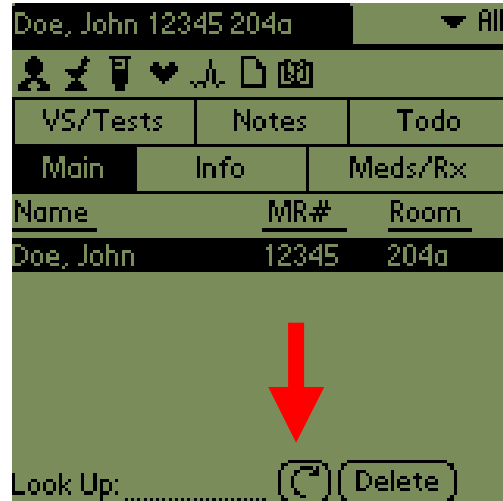 Doe, John 12345 204a All
VS/Tests Notes Todo
Main Info Meds/Rx
Name MR# Room
Doe, John 12345 204a
Look Up: Delete